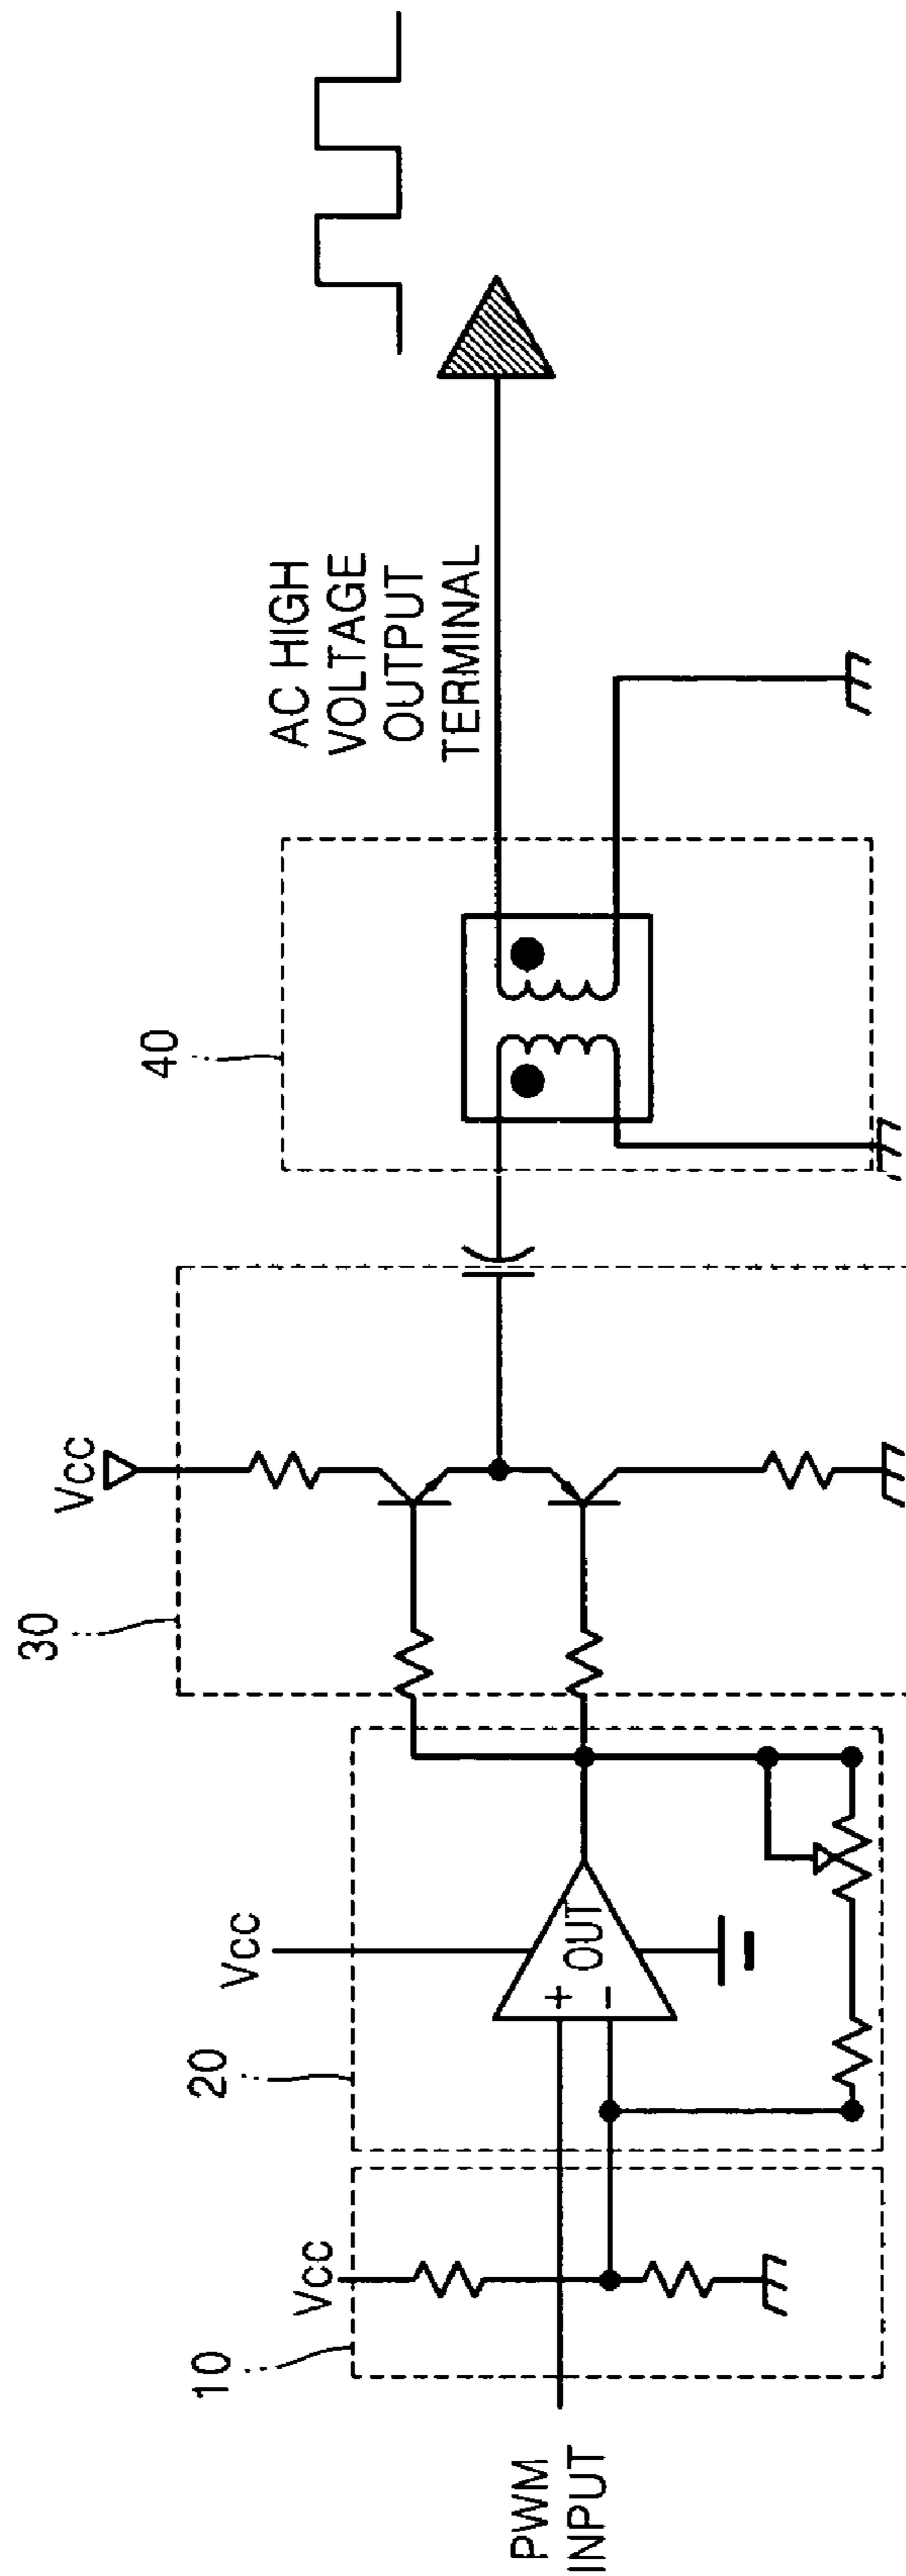 PWM
INPUT
10
Vcc
20
Vcc
+
−
OUT
30
Vcc
40
AC HIGH
VOLTAGE
OUTPUT
TERMINAL